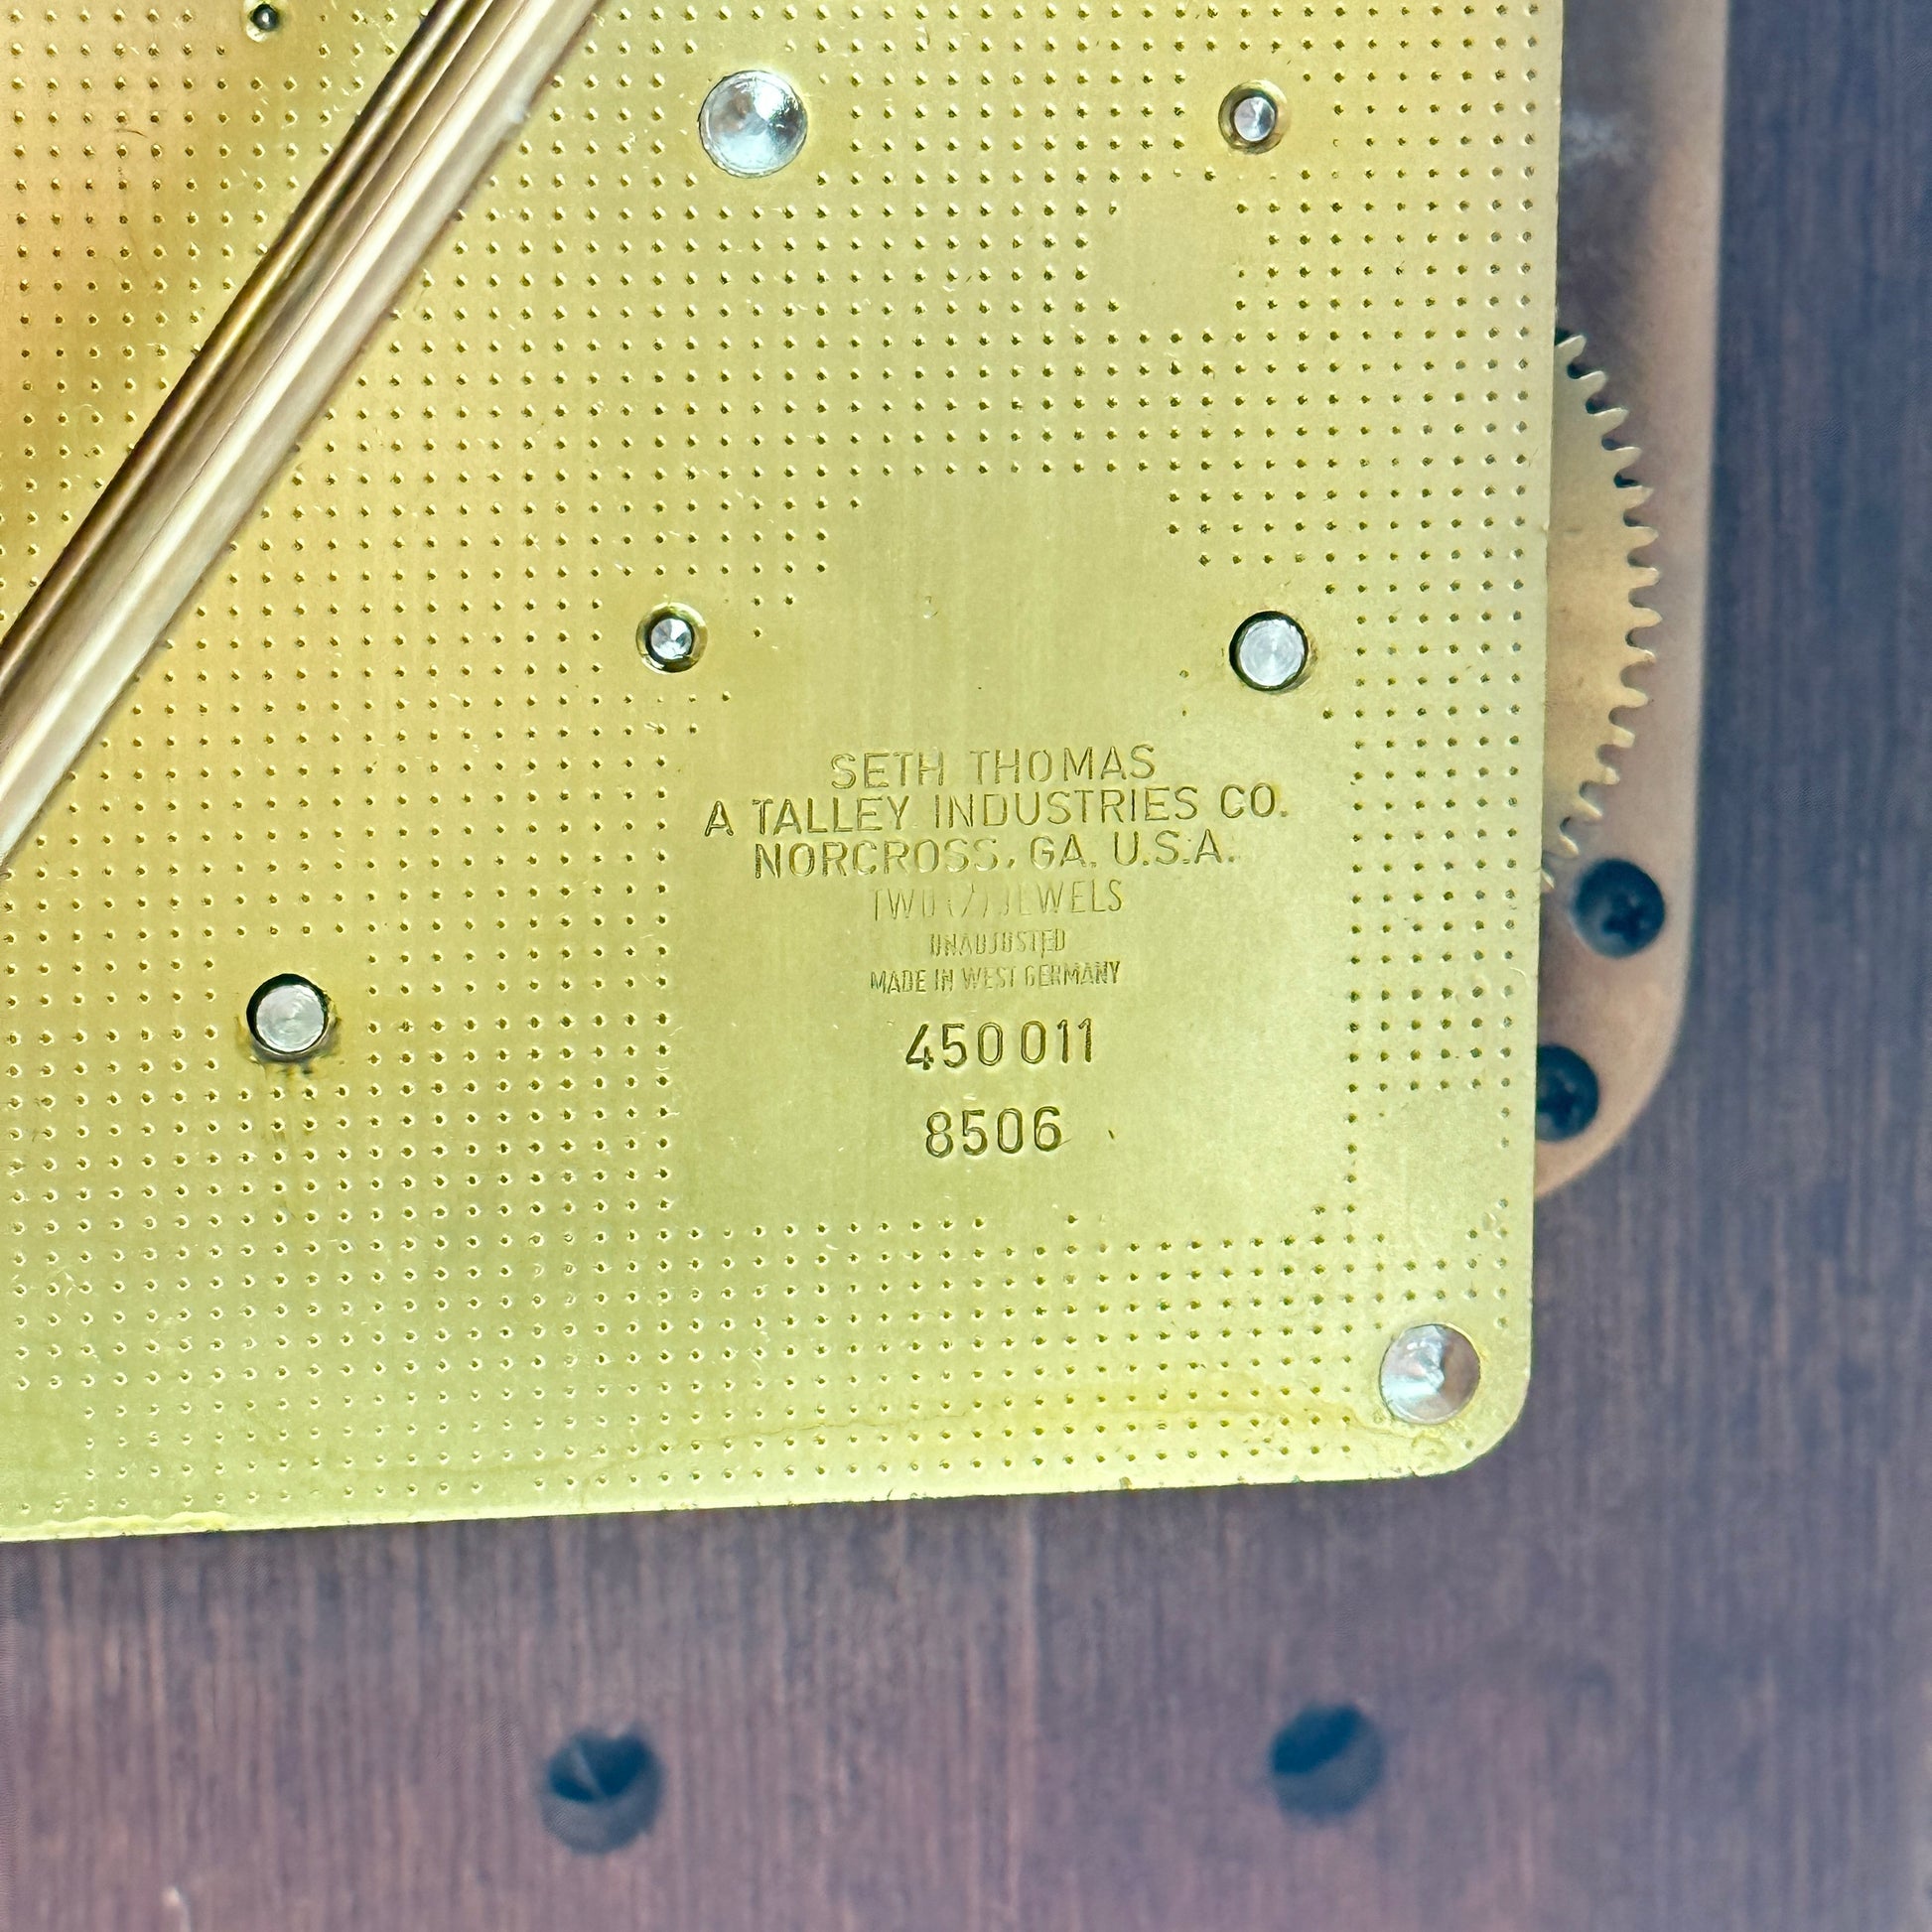 SETH THOMAS
A TALLEY INDUSTRIES CO.
NORCROSS, GA. U.S.A.
TWO (2) JEWELS
UNADJUSTED
MADE IN WEST GERMANY
450 011
8506